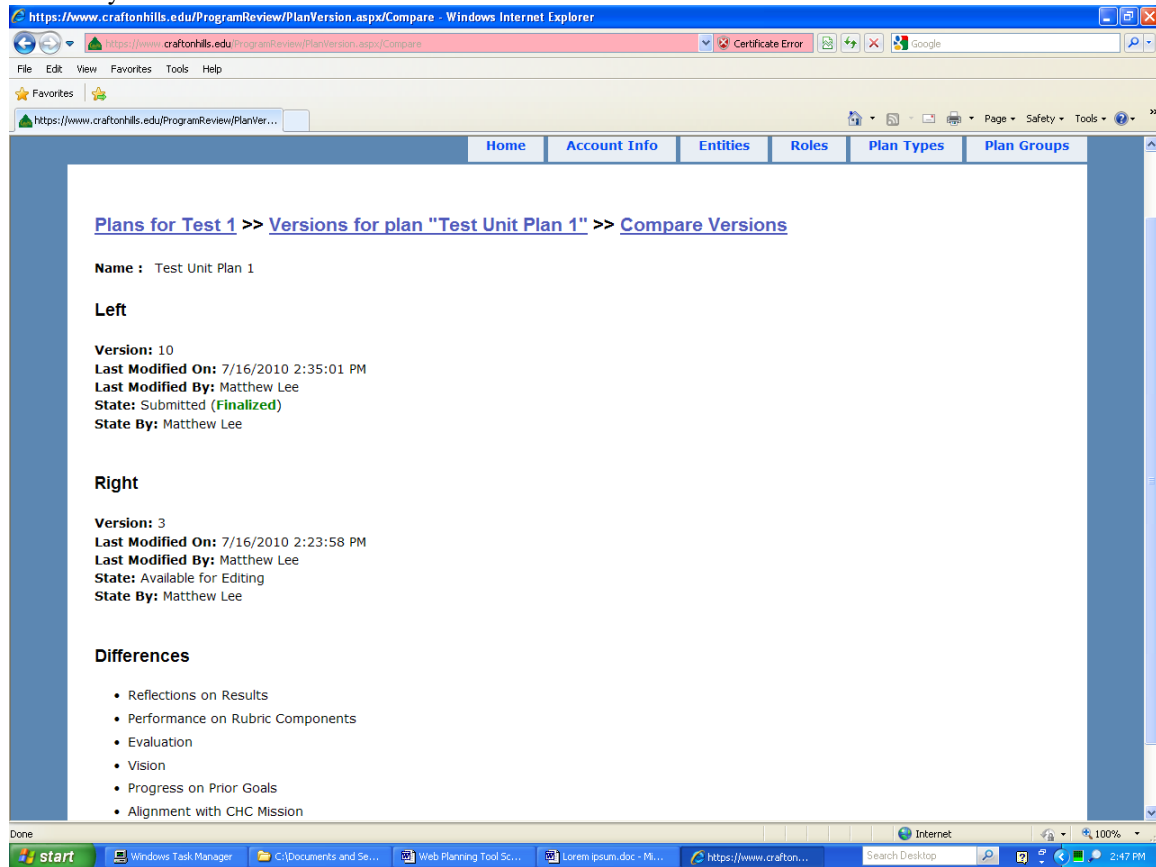 https://www.craftonhills.edu/ProgramReview/PlanVersion.aspx/Compare - Windows Internet Explorer
https://www.craftonhills.edu/ProgramReview/PlanVersion.aspx/Compare Certificate Error Google
File Edit View Favorites Tools Help
Favorites
https://www.craftonhills.edu/ProgramReview/PlanVer... Page Safety Tools
Home Account Info Entities Roles Plan Types Plan Groups
Plans for Test 1 >> Versions for plan "Test Unit Plan 1" >> Compare Versions
Name : Test Unit Plan 1
Left
Version: 10
Last Modified On: 7/16/2010 2:35:01 PM
Last Modified By: Matthew Lee
State: Submitted (Finalized)
State By: Matthew Lee
Right
Version: 3
Last Modified On: 7/16/2010 2:23:58 PM
Last Modified By: Matthew Lee
State: Available for Editing
State By: Matthew Lee
Differences
• Reflections on Results
• Performance on Rubric Components
• Evaluation
• Vision
• Progress on Prior Goals
• Alignment with CHC Mission
Done Internet 100%
start Windows Task Manager C:\Documents and Se... Web Planning Tool Sc... Lorem ipsum.doc - Mi... https://www.crafton... Search Desktop 2:47 PM